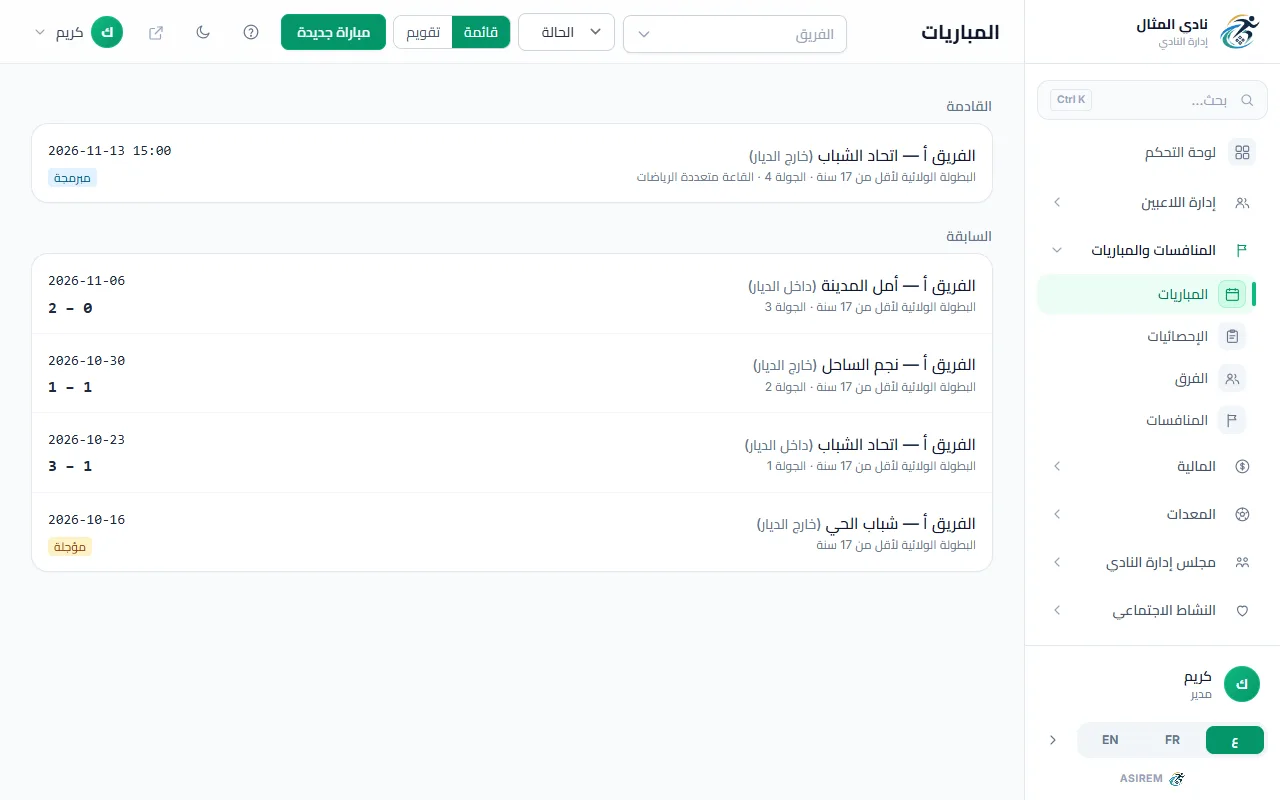 نادي المثال
إدارة النادي
بحث...
Ctrl K
لوحة التحكم
إدارة اللاعبين
المنافسات والمباريات
المباريات
الإحصائيات
الفرق
المنافسات
المالية
المعدات
مجلس إدارة النادي
النشاط الاجتماعي
ك
كريم
مدير
ع
FR
EN
ASIREM
المباريات
الفريق
الحالة
قائمة
تقويم
مباراة جديدة
ك
كريم
القادمة
الفريق أ — اتحاد الشباب (خارج الديار)
2026-11-13 15:00
البطولة الولائية لأقل من 17 سنة · الجولة 4 · القاعة متعددة الرياضات
مبرمجة
السابقة
الفريق أ — أمل المدينة (داخل الديار)
2026-11-06
البطولة الولائية لأقل من 17 سنة · الجولة 3
2 – 0
الفريق أ — نجم الساحل (خارج الديار)
2026-10-30
البطولة الولائية لأقل من 17 سنة · الجولة 2
1 – 1
الفريق أ — اتحاد الشباب (داخل الديار)
2026-10-23
البطولة الولائية لأقل من 17 سنة · الجولة 1
3 – 1
الفريق أ — شباب الحي (خارج الديار)
2026-10-16
البطولة الولائية لأقل من 17 سنة
مؤجلة